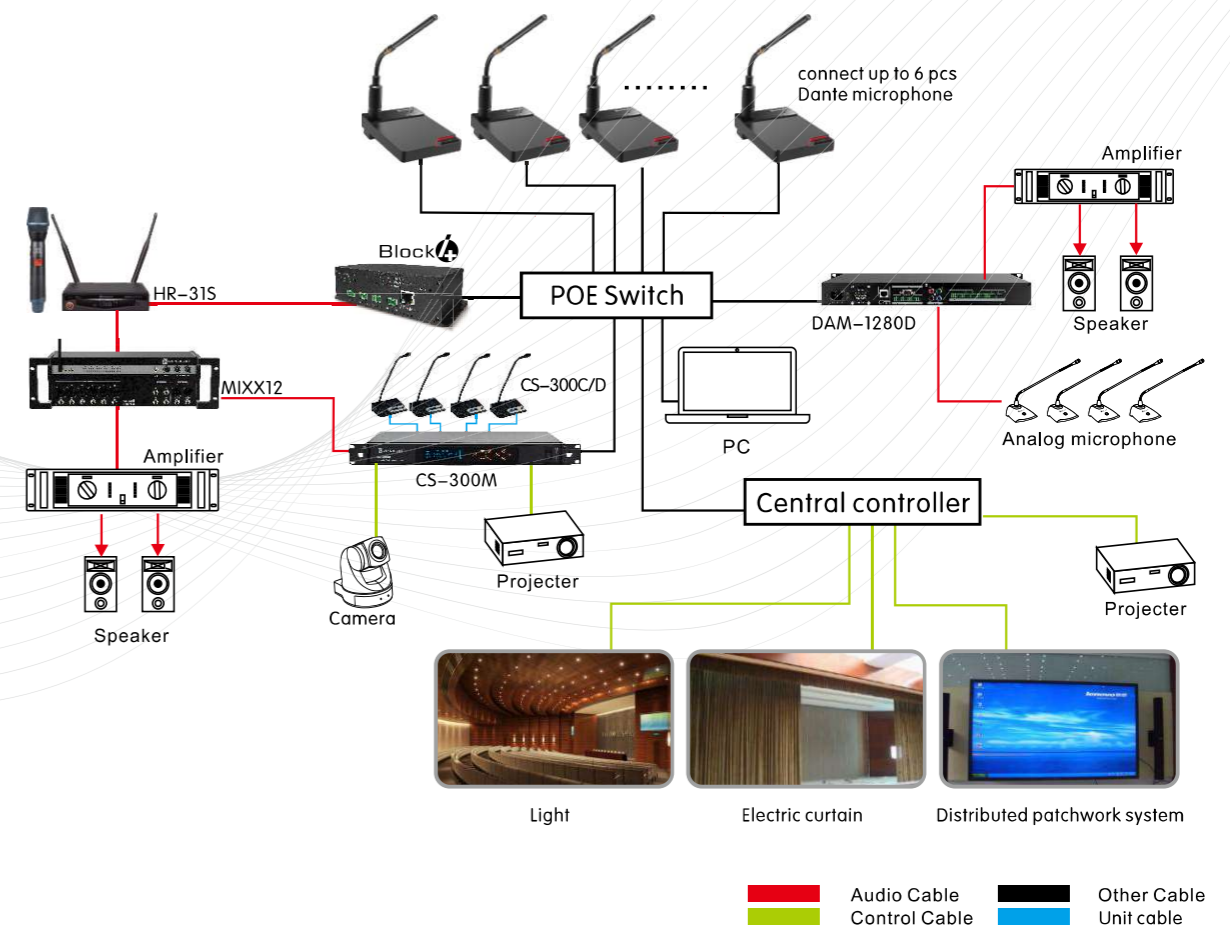 connect up to 6 pcs
Dante microphone
Amplifier
Block4
HR-31S
POE Switch
DAM-1280D
Speaker
MIXX12
CS-300C/D
PC
Analog microphone
Amplifier
CS-300M
Central controller
Projecter
Camera
Projecter
Speaker
Light
Electric curtain
Distributed patchwork system
Audio Cable
Other Cable
Control Cable
Unit cable